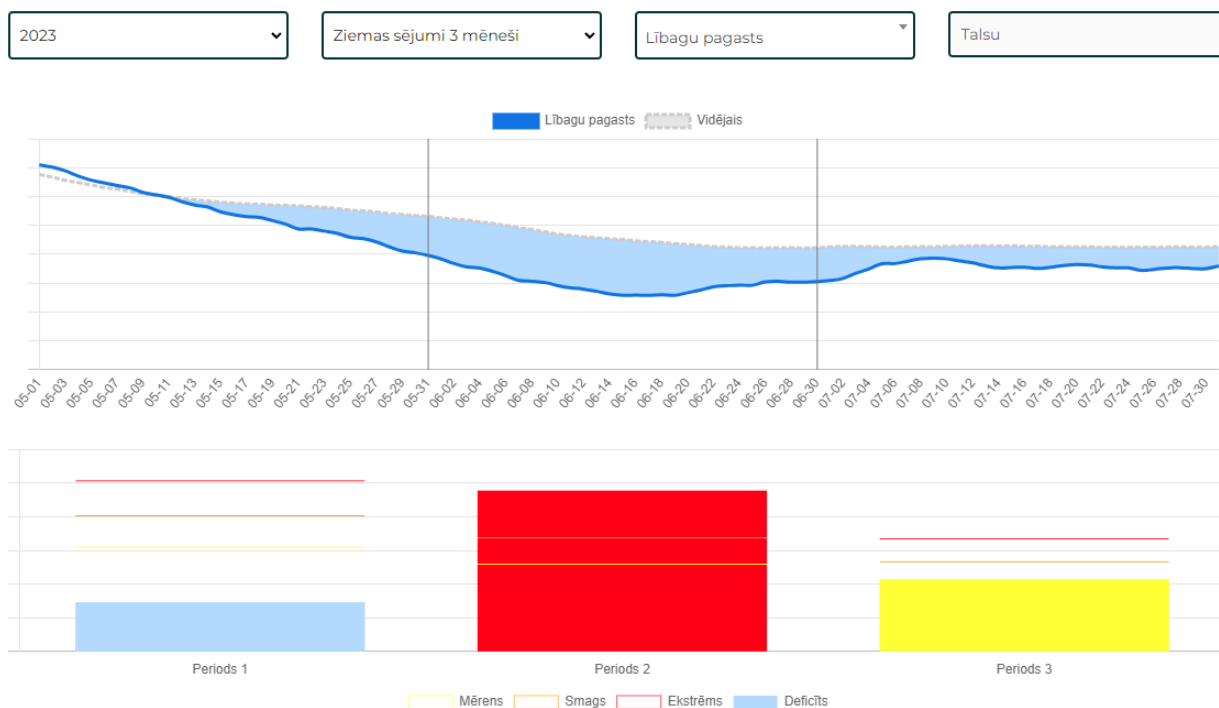 2023 Ziemas sējumi 3 mēneši Lībagu pagasts Talsu
Lībagu pagasts Vidējais
05-01 05-03 05-05 05-07 05-09 05-11 05-13 05-15 05-17 05-19 05-21 05-23 05-25 05-27 05-29 05-31 06-02 06-04 06-06 06-08 06-10 06-12 06-14 06-16 06-18 06-20 06-22 06-24 06-26 06-28 06-30 07-02 07-04 07-06 07-08 07-10 07-12 07-14 07-16 07-18 07-20 07-22 07-24 07-26 07-28 07-30
Periods 1 Periods 2 Periods 3
Mērens Smags Ekstrēms Deficīts